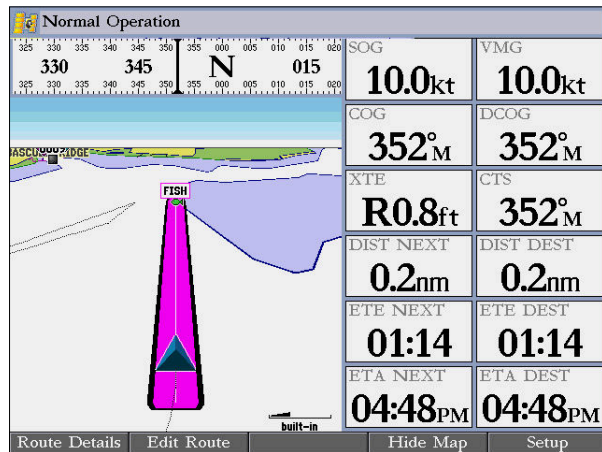 Normal Operation
325 330 335 340 345 350 355 000 005 010 015 020
330 345 N 015
325 330 335 340 345 350 355 000 005 010 015 020
SOG
10.0kt
VMG
10.0kt
COG
352°M
DCOG
352°M
XTE
R0.8ft
CTS
352°M
DIST NEXT
0.2nm
DIST DEST
0.2nm
ETE NEXT
01:14
ETE DEST
01:14
ETA NEXT
04:48PM
ETA DEST
04:48PM
FISH
built-in
Route Details Edit Route Hide Map Setup